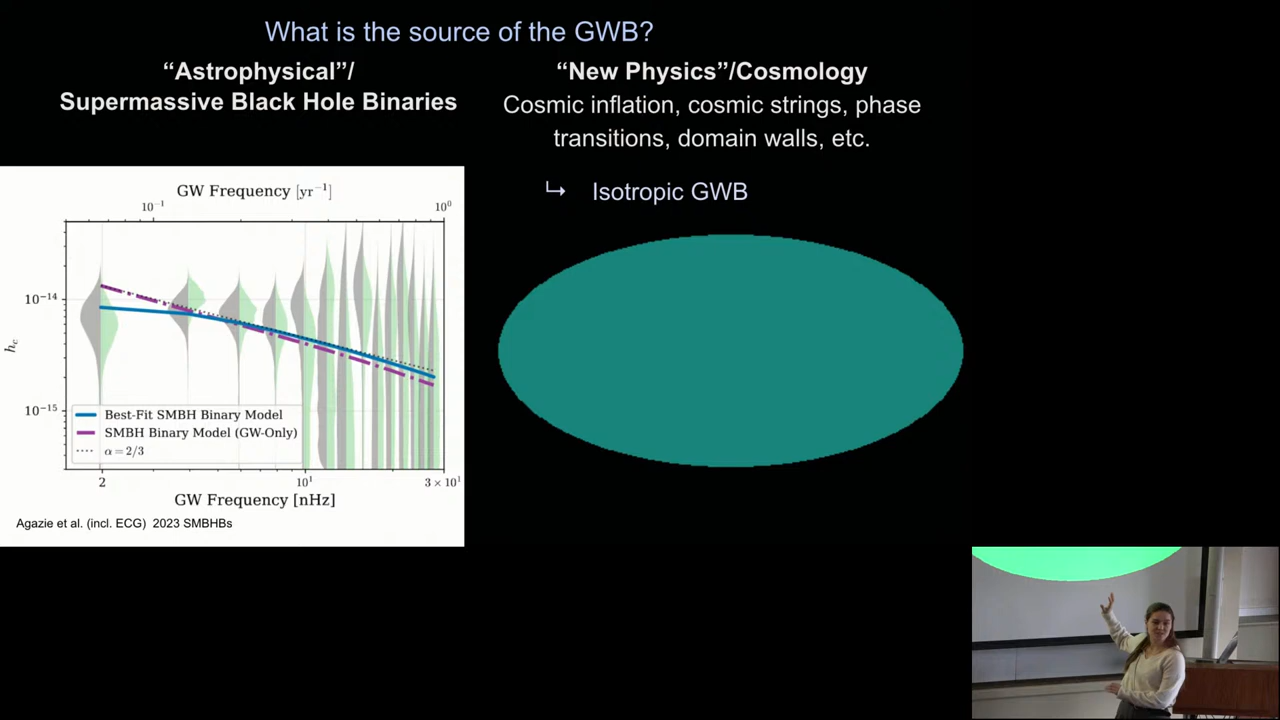 What is the source of the GWB?
“Astrophysical”/
Supermassive Black Hole Binaries
“New Physics”/Cosmology
Cosmic inflation, cosmic strings, phase
transitions, domain walls, etc.
↳ Isotropic GWB
GW Frequency [yr⁻¹]
10⁻¹ 10⁰
10⁻¹⁴
h_c
10⁻¹⁵
Best-Fit SMBH Binary Model
SMBH Binary Model (GW-Only)
α = 2/3
2 10¹ 3 × 10¹
GW Frequency [nHz]
Agazie et al. (incl. ECG) 2023 SMBHBs